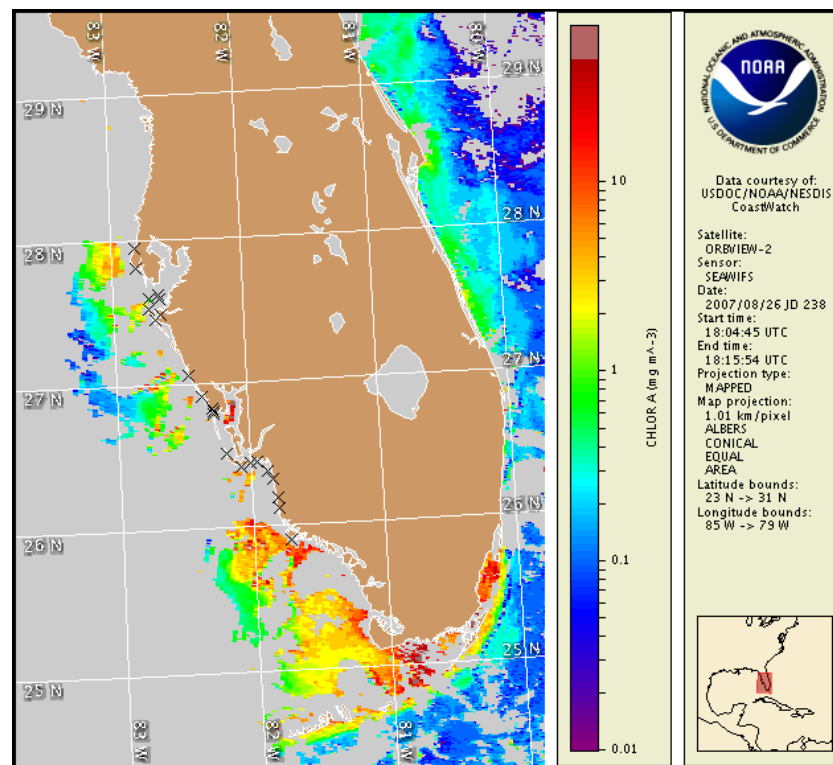 83 W
82 W
81 W
80 W
29 N
29 N
28 N
28 N
27 N
27 N
26 N
26 N
25 N
25 N
83 W
82 W
81 W
10
1
0.1
0.01
CHLOR A (mg m^-3)
NATIONAL OCEANIC AND ATMOSPHERIC ADMINISTRATION
NOAA
U.S. DEPARTMENT OF COMMERCE
Data courtesy of:
USDOC/NOAA/NESDIS
CoastWatch
Satellite:
ORBVIEW-2
Sensor:
SEAWIFS
Date:
2007/08/26 JD 238
Start time:
18:04:45 UTC
End time:
18:15:54 UTC
Projection type:
MAPPED
Map projection:
1.01 km/pixel
ALBERS
CONICAL
EQUAL
AREA
Latitude bounds:
23 N -> 31 N
Longitude bounds:
85 W -> 79 W